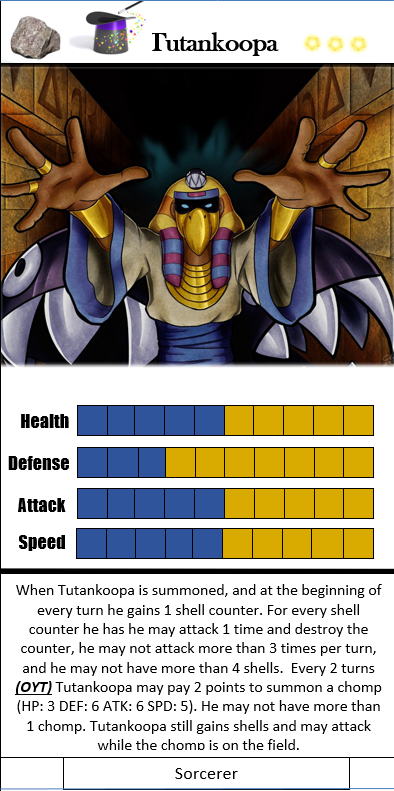 Tutankoopa
Health
Defense
Attack
Speed
When Tutankoopa is summoned, and at the beginning of
every turn he gains 1 shell counter. For every shell
counter he has he may attack 1 time and destroy the
counter, he may not attack more than 3 times per turn,
and he may not have more than 4 shells. Every 2 turns
(OYT) Tutankoopa may pay 2 points to summon a chomp
(HP: 3 DEF: 6 ATK: 6 SPD: 5). He may not have more than
1 chomp. Tutankoopa still gains shells and may attack
while the chomp is on the field.
Sorcerer